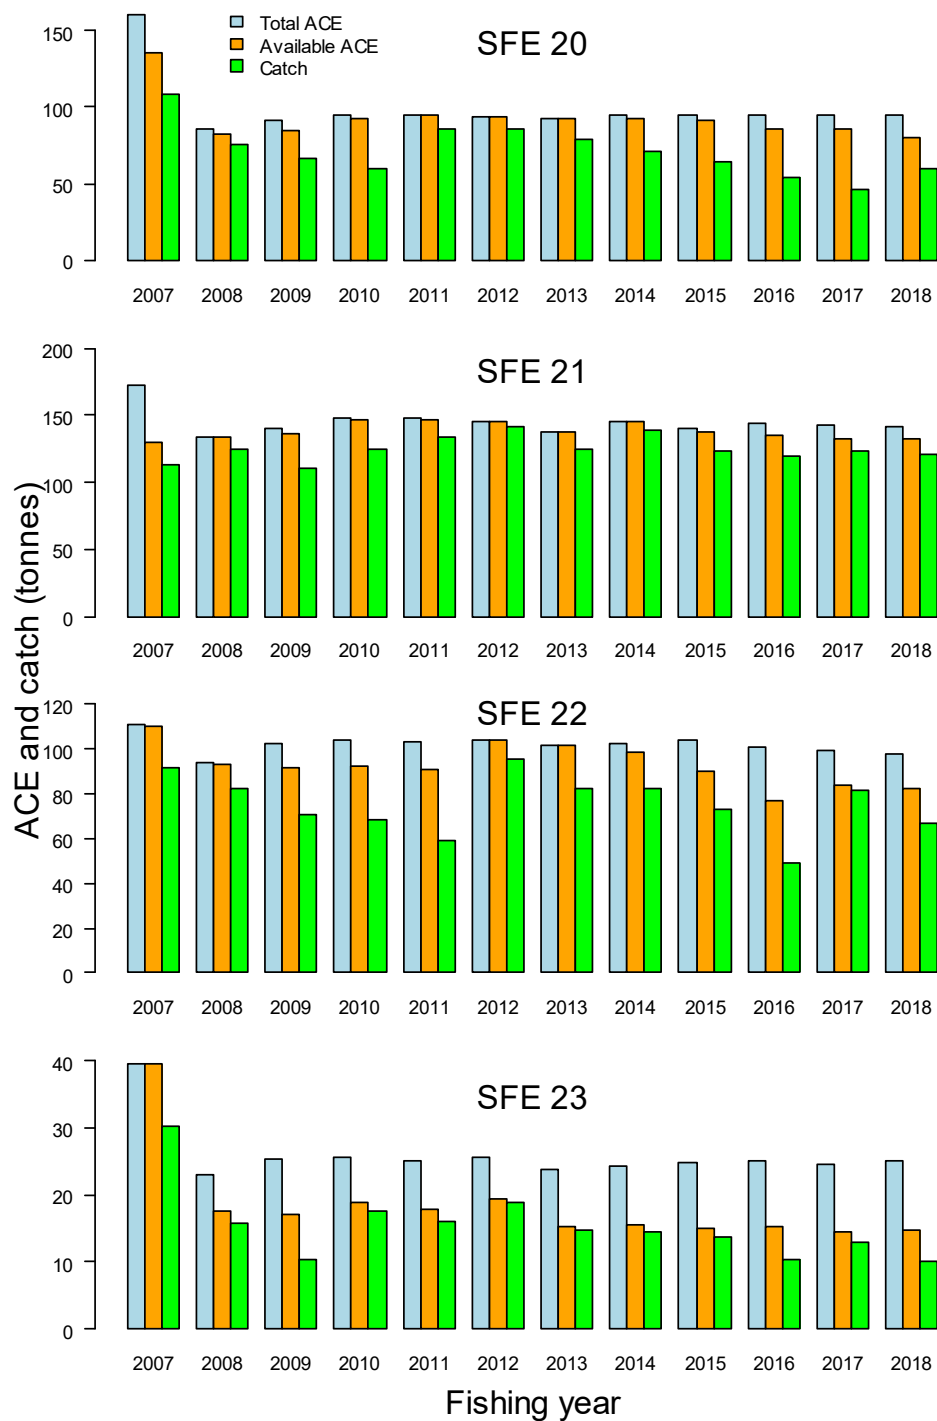 Total ACE
Available ACE
Catch
SFE 20
150
100
50
0
2007 2008 2009 2010 2011 2012 2013 2014 2015 2016 2017 2018
SFE 21
200
150
100
50
0
2007 2008 2009 2010 2011 2012 2013 2014 2015 2016 2017 2018
ACE and catch (tonnes)
SFE 22
120
100
80
60
40
20
0
2007 2008 2009 2010 2011 2012 2013 2014 2015 2016 2017 2018
SFE 23
40
30
20
10
0
2007 2008 2009 2010 2011 2012 2013 2014 2015 2016 2017 2018
Fishing year